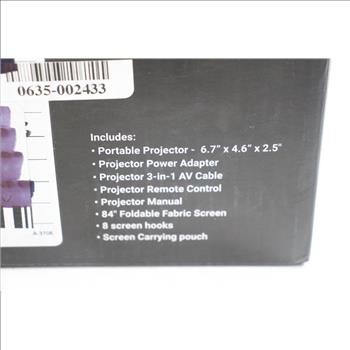 0635-002433
Includes:
• Portable Projector - 6.7" x 4.6" x 2.5"
• Projector Power Adapter
• Projector 3-in-1 AV Cable
• Projector Remote Control
• Projector Manual
• 84" Foldable Fabric Screen
• 8 screen hooks
• Screen Carrying pouch